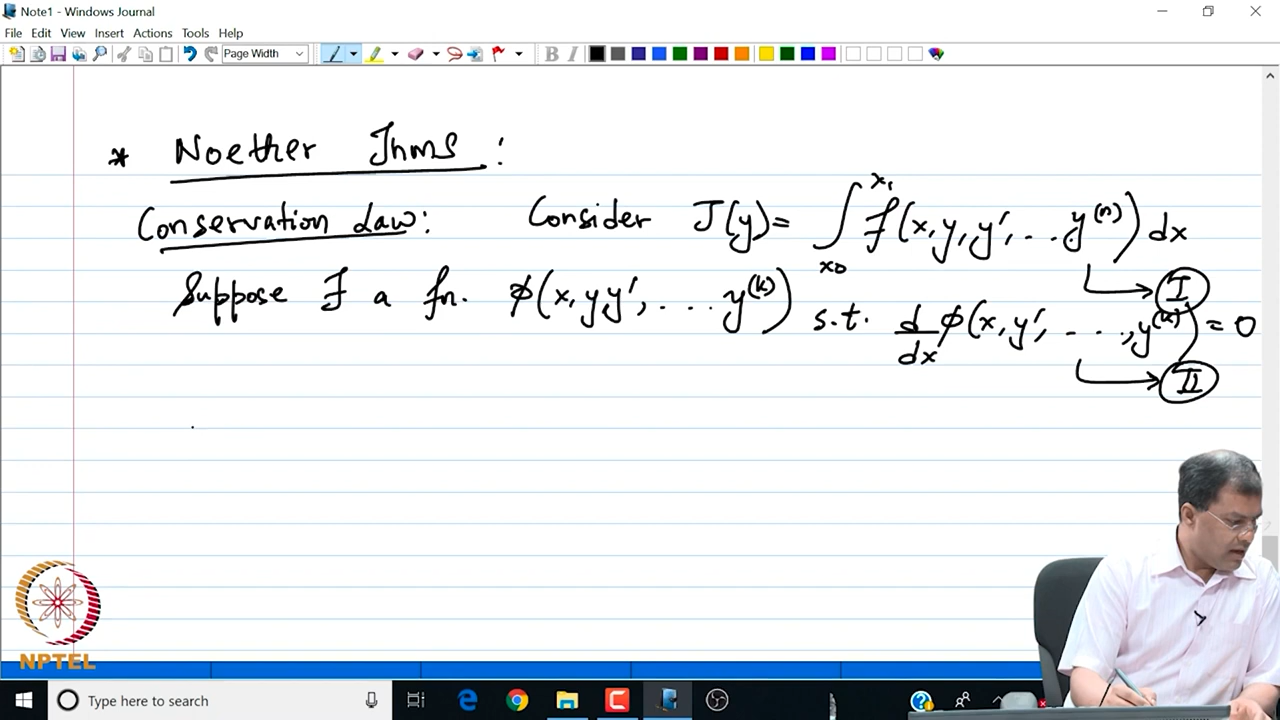 Note1 - Windows Journal
File Edit View Insert Actions Tools Help
Page Width
B I
* Noether Thms :
Conservation Law: Consider J(y) = ∫_{x₀}^{x₁} f(x, y, y', ... y^(n)) dx
→ I
Suppose ∃ a fn. φ(x, y, y', ... y^(k)) s.t. d/dx φ(x, y', ..., y^(k)) = 0
→ II
NPTEL
Type here to search